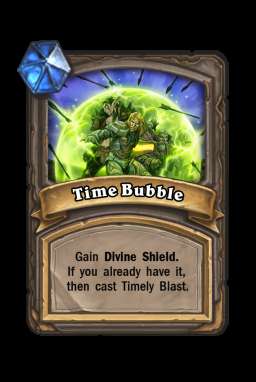 Time Bubble
Gain Divine Shield.
If you already have it,
then cast Timely Blast.